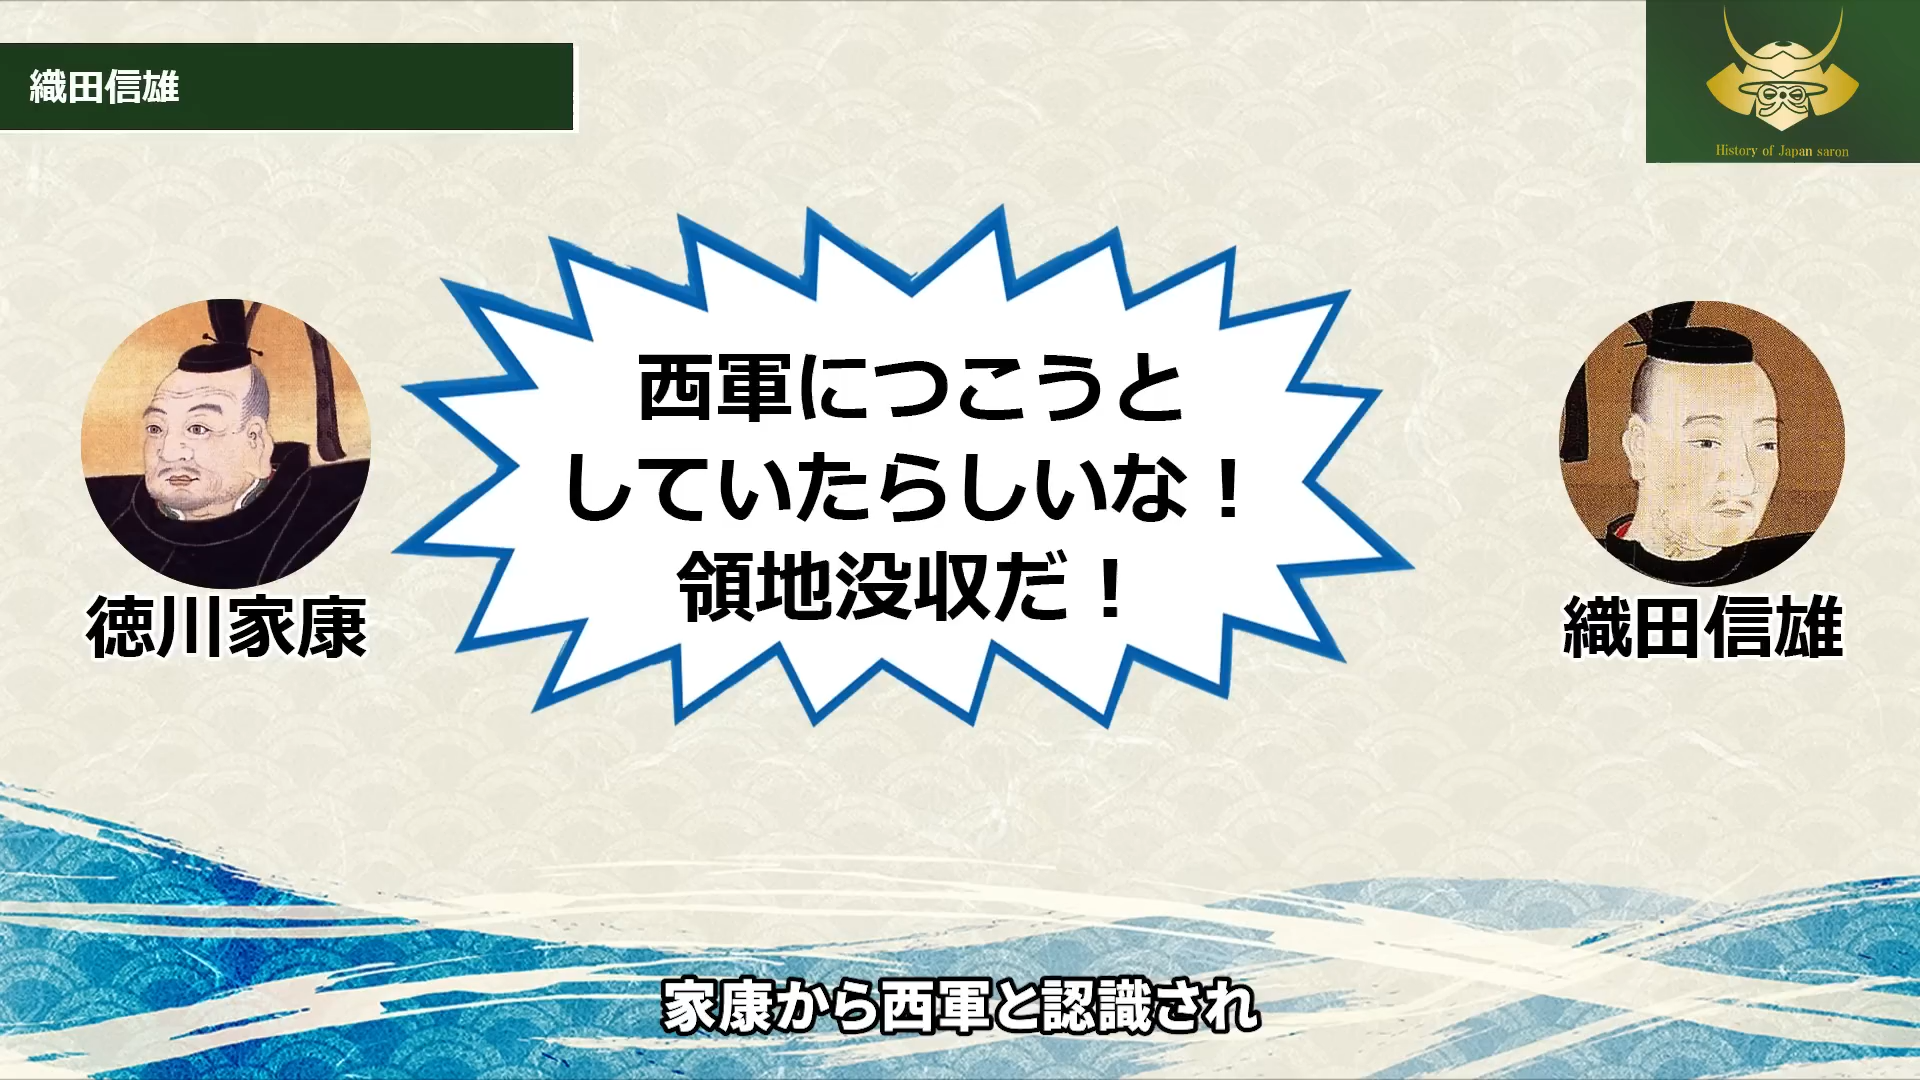 織田信雄
History of Japan saron
西軍につこうと
していたらしいな！
領地没収だ！
徳川家康
織田信雄
家康から西軍と認識され